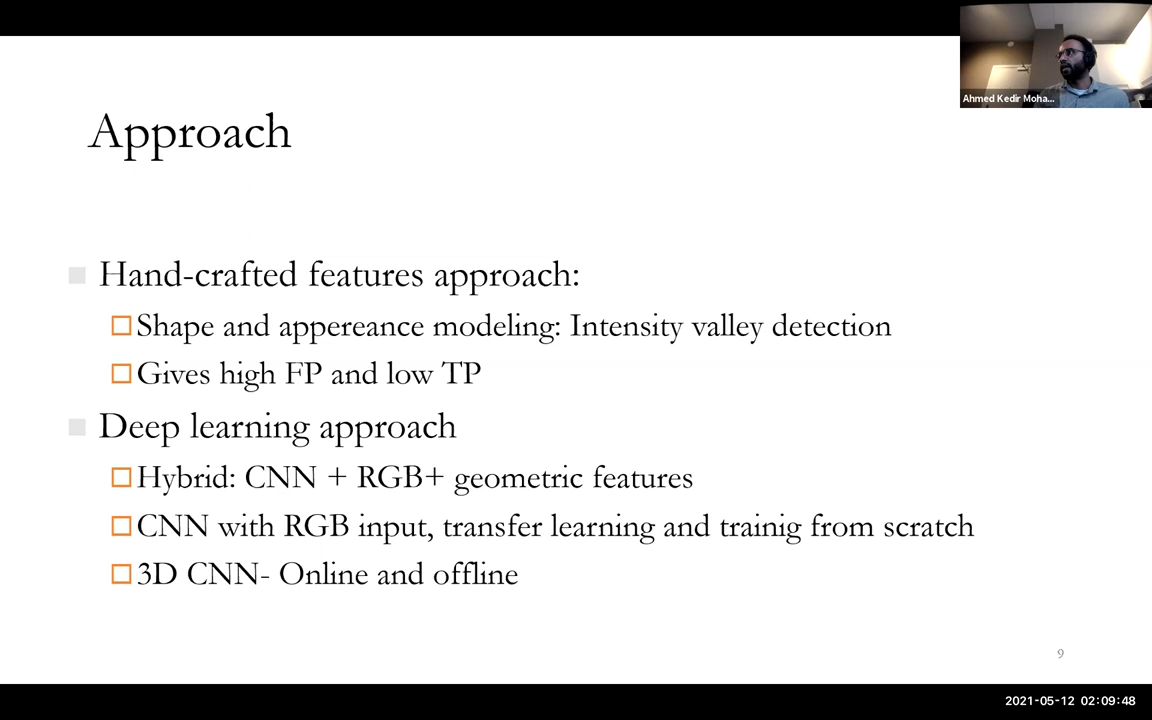 Ahmed Kedir Moha...
Approach
Hand-crafted features approach:
Shape and appereance modeling: Intensity valley detection
Gives high FP and low TP
Deep learning approach
Hybrid: CNN + RGB+ geometric features
CNN with RGB input, transfer learning and trainig from scratch
3D CNN- Online and offline
9
2021-05-12 02:09:48